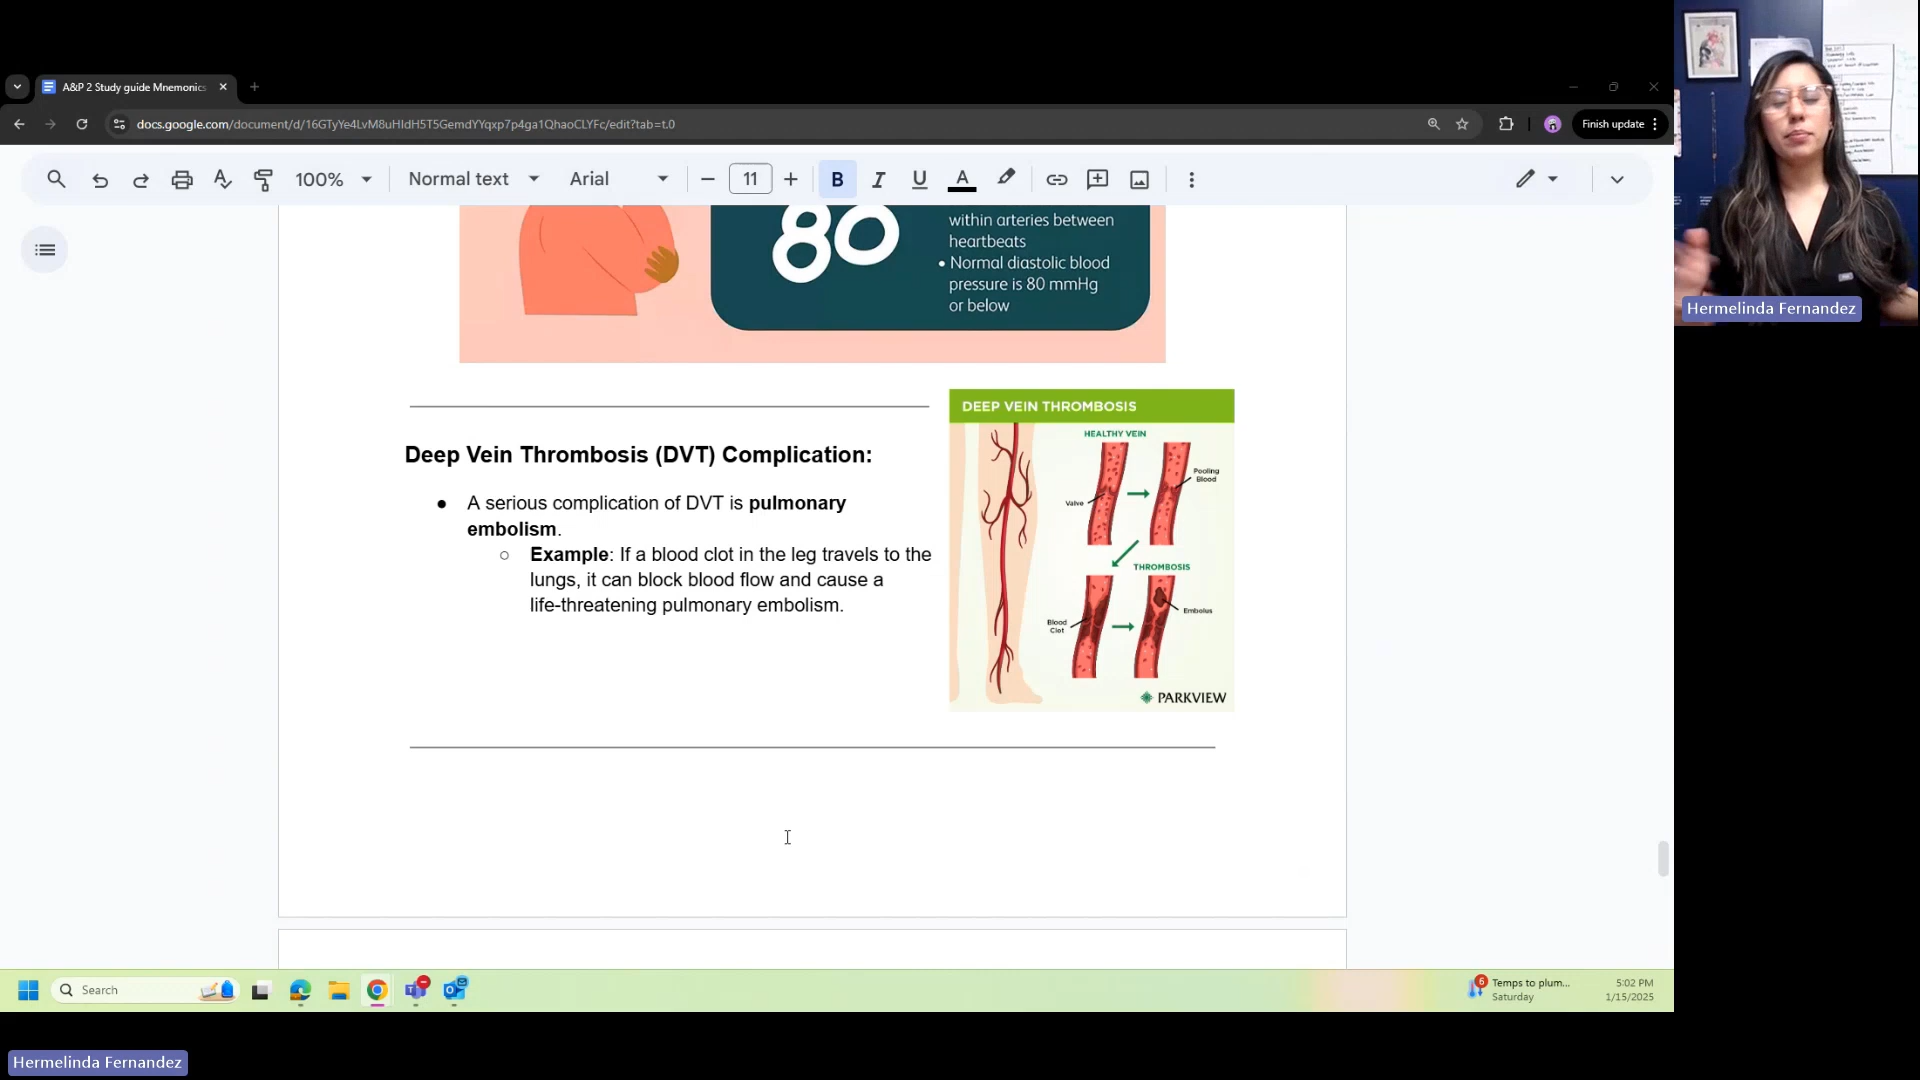 A&P 2 Study guide Mnemonics
docs.google.com/document/d/16GTyYe4LvM8uHIdH5T5GemdYYqxp7p4ga1QhaoCLYFc/edit?tab=t.0
Finish update
100%
Normal text
Arial
11
B
I
U
A
80
within arteries between
heartbeats
• Normal diastolic blood
pressure is 80 mmHg
or below
Hermelinda Fernandez
DEEP VEIN THROMBOSIS
HEALTHY VEIN
Pooling
Blood
Valve
THROMBOSIS
Embolus
Blood
Clot
PARKVIEW
Deep Vein Thrombosis (DVT) Complication:
● A serious complication of DVT is pulmonary
embolism.
○ Example: If a blood clot in the leg travels to the
lungs, it can block blood flow and cause a
life-threatening pulmonary embolism.
Search
6
Temps to plum...
Saturday
5:02 PM
1/15/2025
Hermelinda Fernandez